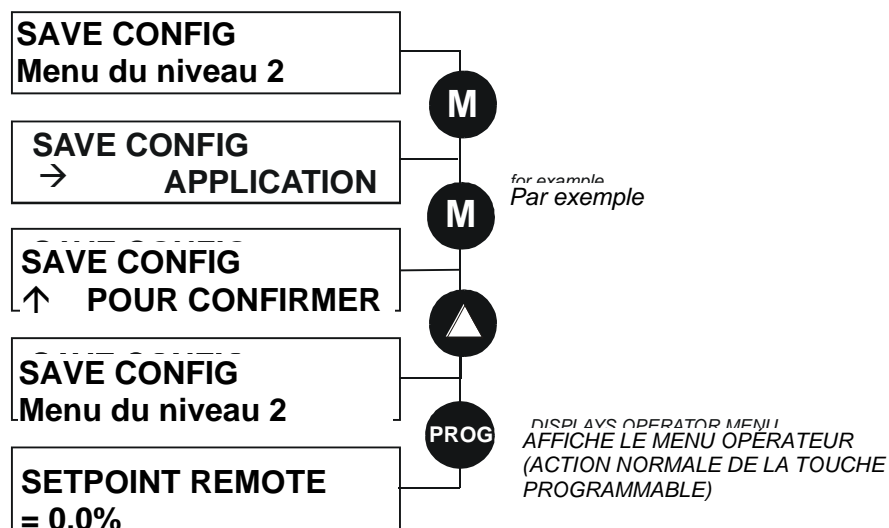 SAVE CONFIG
Menu du niveau 2
M
SAVE CONFIG
→ APPLICATION
for example
Par exemple
M
SAVE CONFIG
↑ POUR CONFIRMER
SAVE CONFIG
Menu du niveau 2
PROG
DISPLAYS OPERATOR MENU
AFFICHE LE MENU OPÉRATEUR
(ACTION NORMALE DE LA TOUCHE
PROGRAMMABLE)
SETPOINT REMOTE
= 0.0%